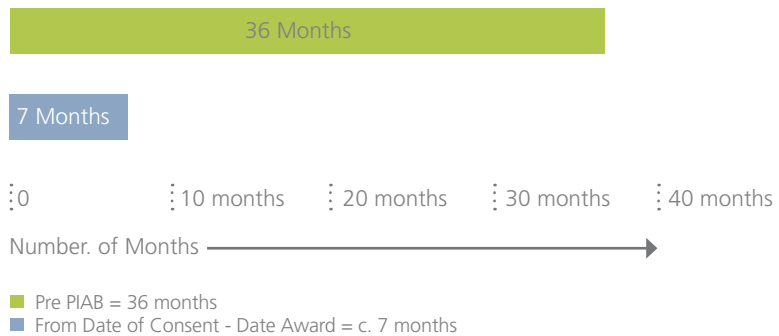 36 Months
7 Months
0 10 months 20 months 30 months 40 months
Number. of Months
Pre PIAB = 36 months
From Date of Consent - Date Award = c. 7 months